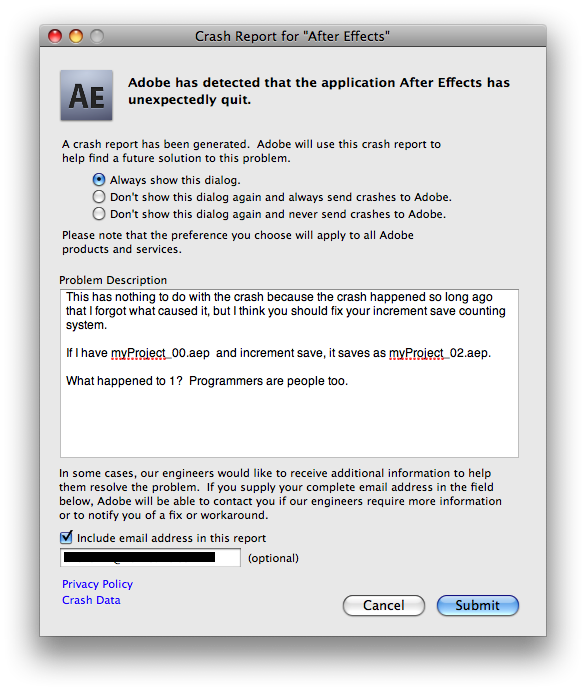 Crash Report for "After Effects"
AE
Adobe has detected that the application After Effects has
unexpectedly quit.
A crash report has been generated.  Adobe will use this crash report to
help find a future solution to this problem.
Always show this dialog.
Don't show this dialog again and always send crashes to Adobe.
Don't show this dialog again and never send crashes to Adobe.
Please note that the preference you choose will apply to all Adobe
products and services.
Problem Description
This has nothing to do with the crash because the crash happened so long ago
that I forgot what caused it, but I think you should fix your increment save counting
system.
If I have myProject_00.aep  and increment save, it saves as myProject_02.aep.
What happened to 1?  Programmers are people too.
In some cases, our engineers would like to receive additional information to help
them resolve the problem.  If you supply your complete email address in the field
below, Adobe will be able to contact you if our engineers require more information
or to notify you of a fix or workaround.
Include email address in this report
(optional)
Privacy Policy
Crash Data
Cancel
Submit